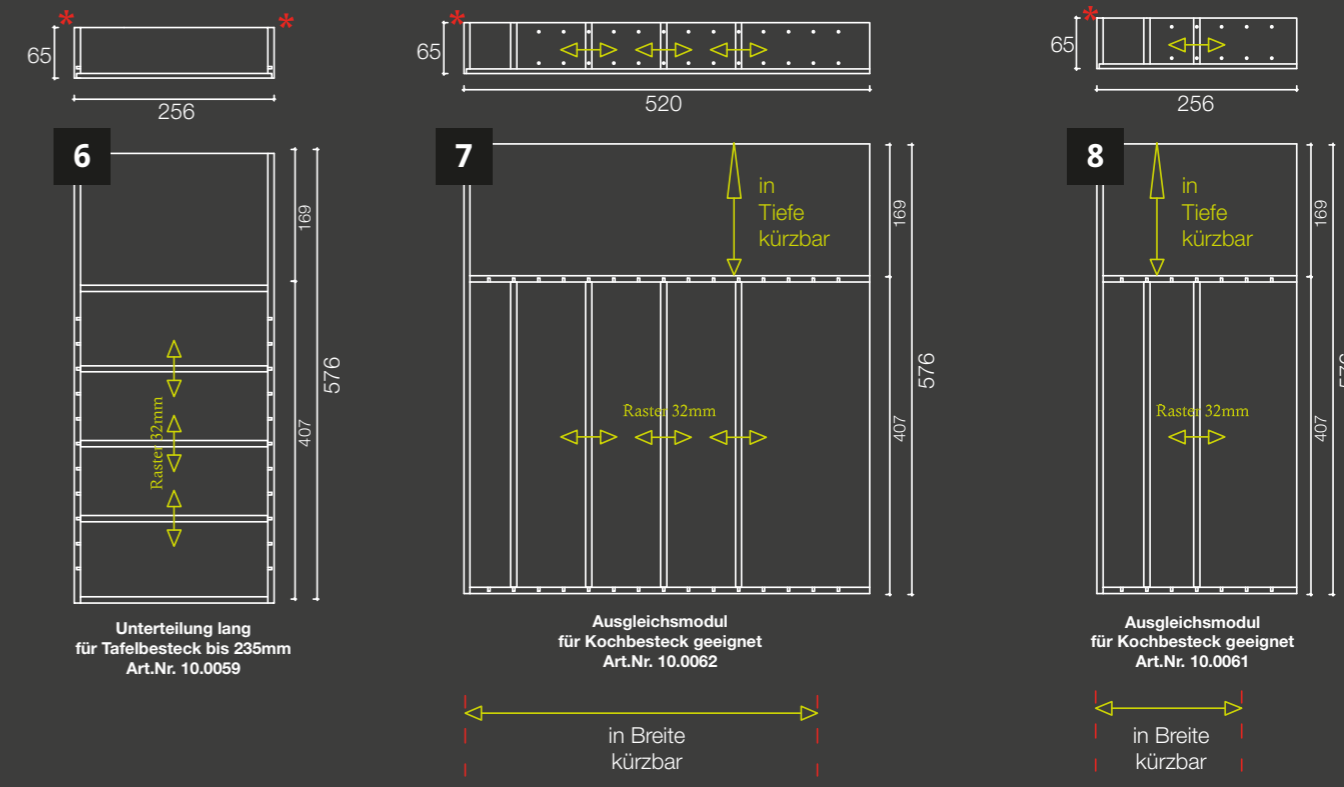 *
*
65
256
6
169
407
576
Raster 32mm
Unterteilung lang
für Tafelbesteck bis 235mm
Art.Nr. 10.0059
*
65
520
7
in
Tiefe
kürzbar
169
407
576
Raster 32mm
Ausgleichsmodul
für Kochbesteck geeignet
Art.Nr. 10.0062
in Breite
kürzbar
*
65
256
8
in
Tiefe
kürzbar
169
407
Raster 32mm
Ausgleichsmodul
für Kochbesteck geeignet
Art.Nr. 10.0061
in Breite
kürzbar